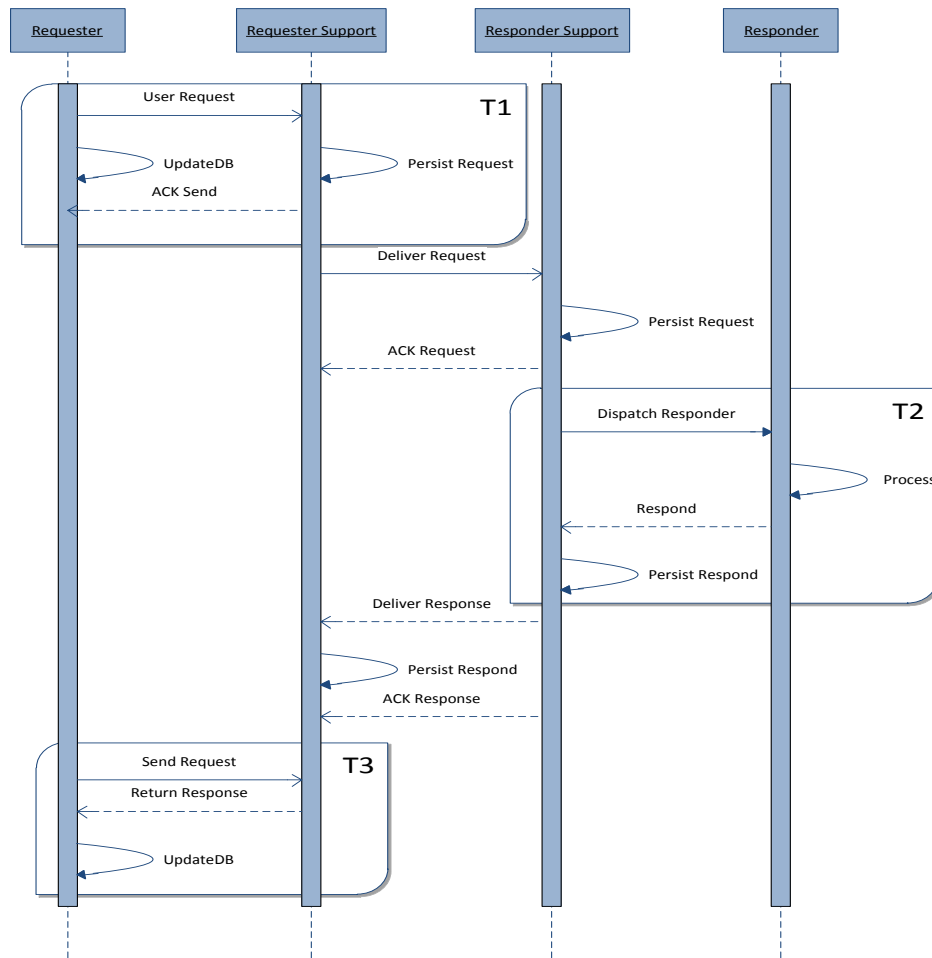 Requester
Requester Support
Responder Support
Responder
User Request
T1
UpdateDB
Persist Request
ACK Send
Deliver Request
Persist Request
ACK Request
T2
Dispatch Responder
Process
Respond
Persist Respond
Deliver Response
Persist Respond
ACK Response
T3
Send Request
Return Response
UpdateDB